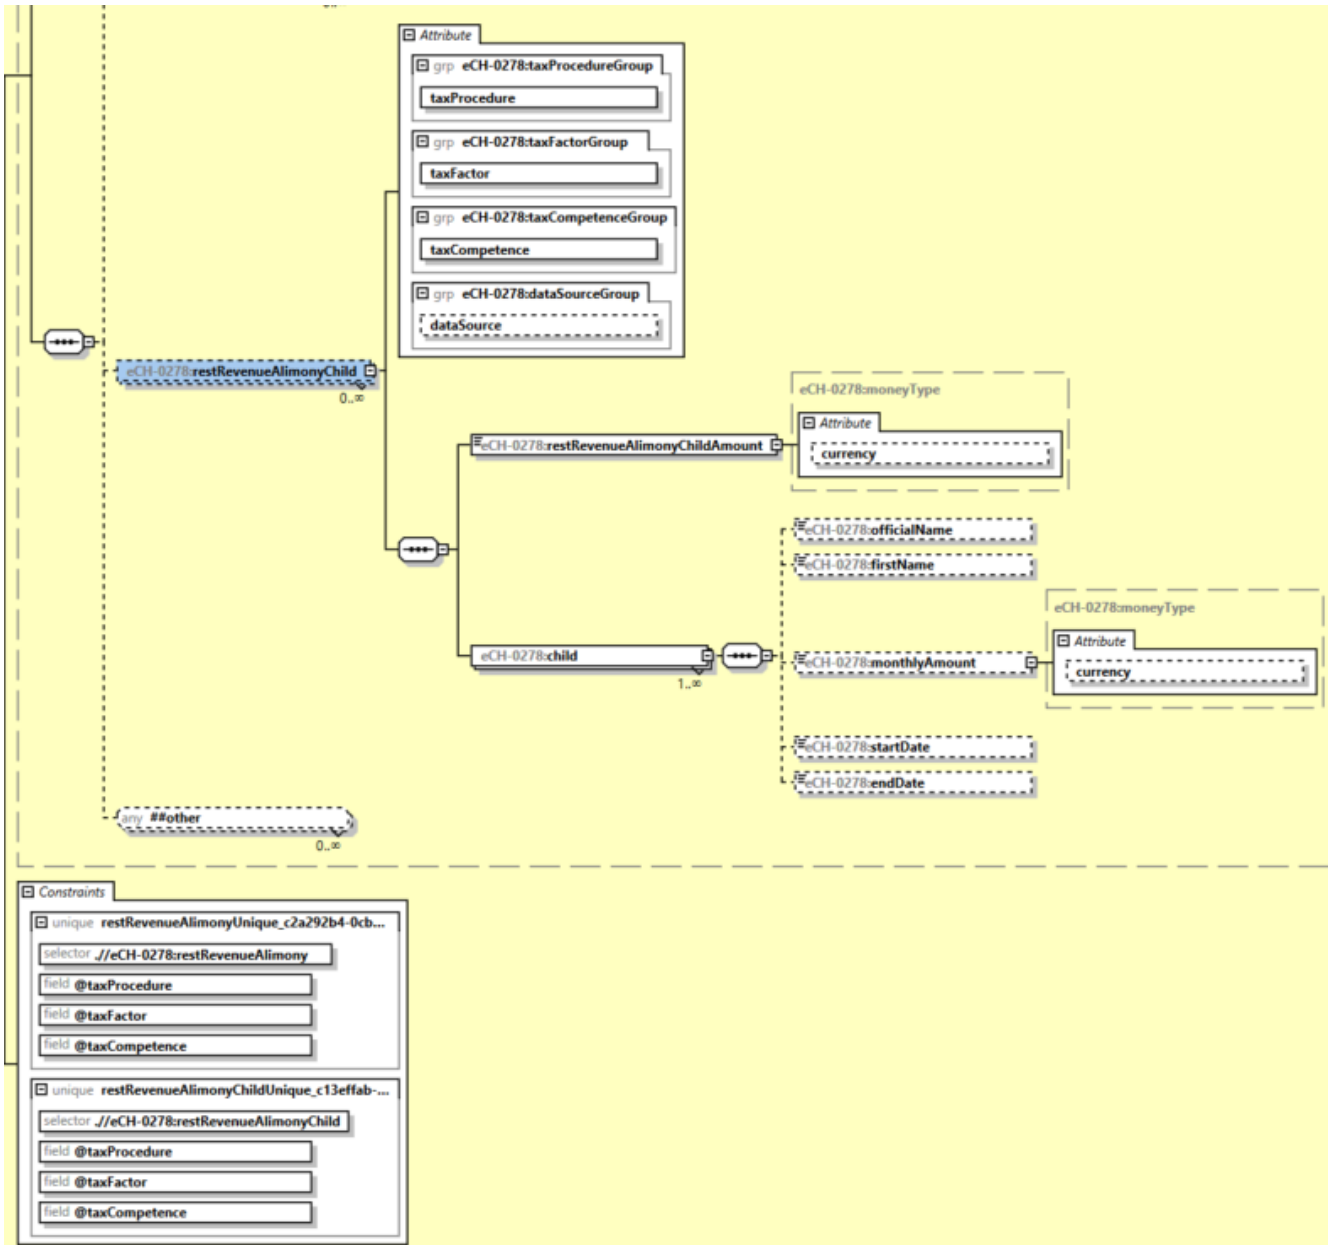 Attribute
grp eCH-0278:taxProcedureGroup
taxProcedure
grp eCH-0278:taxFactorGroup
taxFactor
grp eCH-0278:taxCompetenceGroup
taxCompetence
grp eCH-0278:dataSourceGroup
dataSource
eCH-0278:restRevenueAlimonyChild
0..∞
eCH-0278:moneyType
Attribute
currency
eCH-0278:restRevenueAlimonyChildAmount
eCH-0278:officialName
eCH-0278:firstName
eCH-0278:moneyType
Attribute
currency
eCH-0278:child
1..∞
eCH-0278:monthlyAmount
eCH-0278:startDate
eCH-0278:endDate
any ##other
0..∞
Constraints
unique restRevenueAlimonyUnique_c2a292b4-0cb...
selector .//eCH-0278:restRevenueAlimony
field @taxProcedure
field @taxFactor
field @taxCompetence
unique restRevenueAlimonyChildUnique_c13effab-...
selector .//eCH-0278:restRevenueAlimonyChild
field @taxProcedure
field @taxFactor
field @taxCompetence